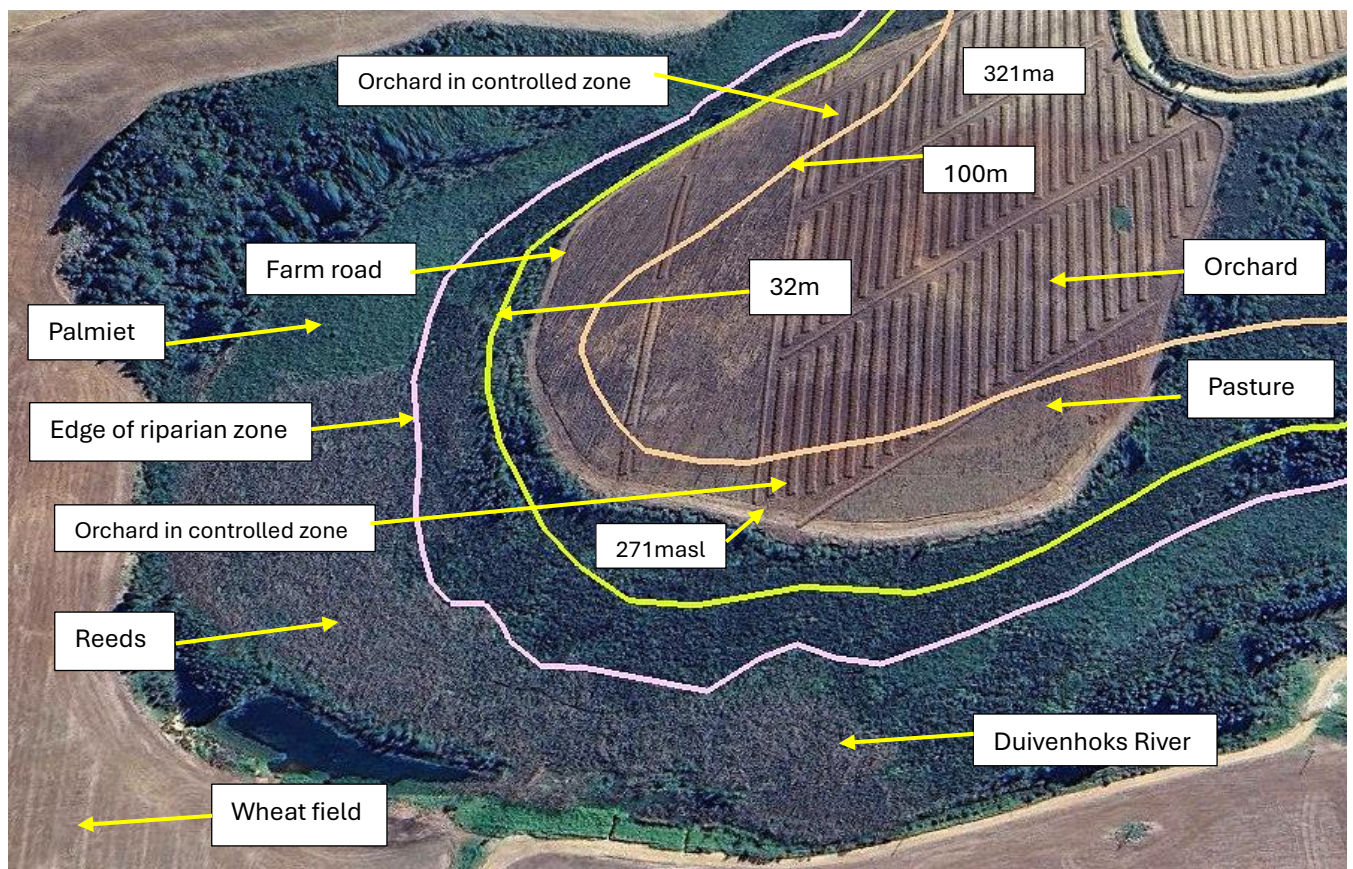 Orchard in controlled zone
321ma
100m
Farm road
32m
Orchard
Palmiet
Pasture
Edge of riparian zone
Orchard in controlled zone
271masl
Reeds
Duivenhoks River
Wheat field